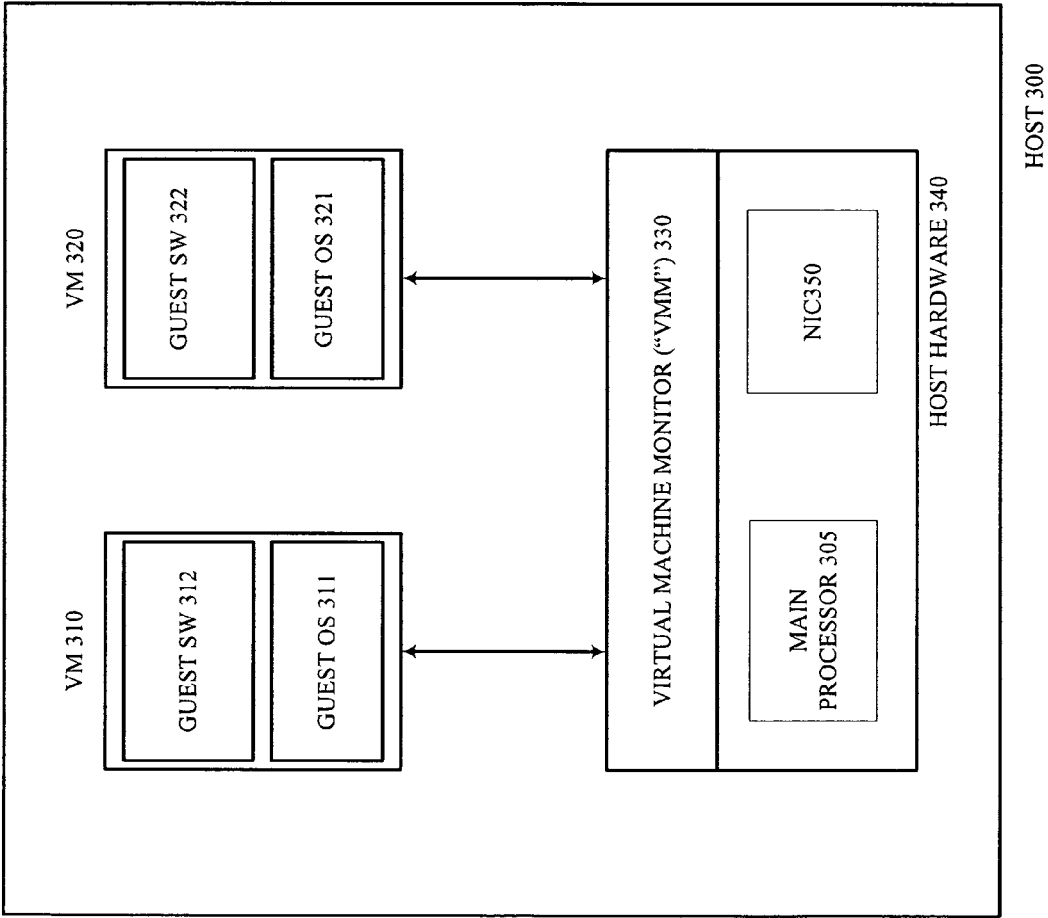 VM 310
VM 320
GUEST SW 312
GUEST SW 322
GUEST OS 311
GUEST OS 321
VIRTUAL MACHINE MONITOR (“VMM”) 330
MAIN
PROCESSOR 305
NIC350
HOST HARDWARE 340
HOST 300